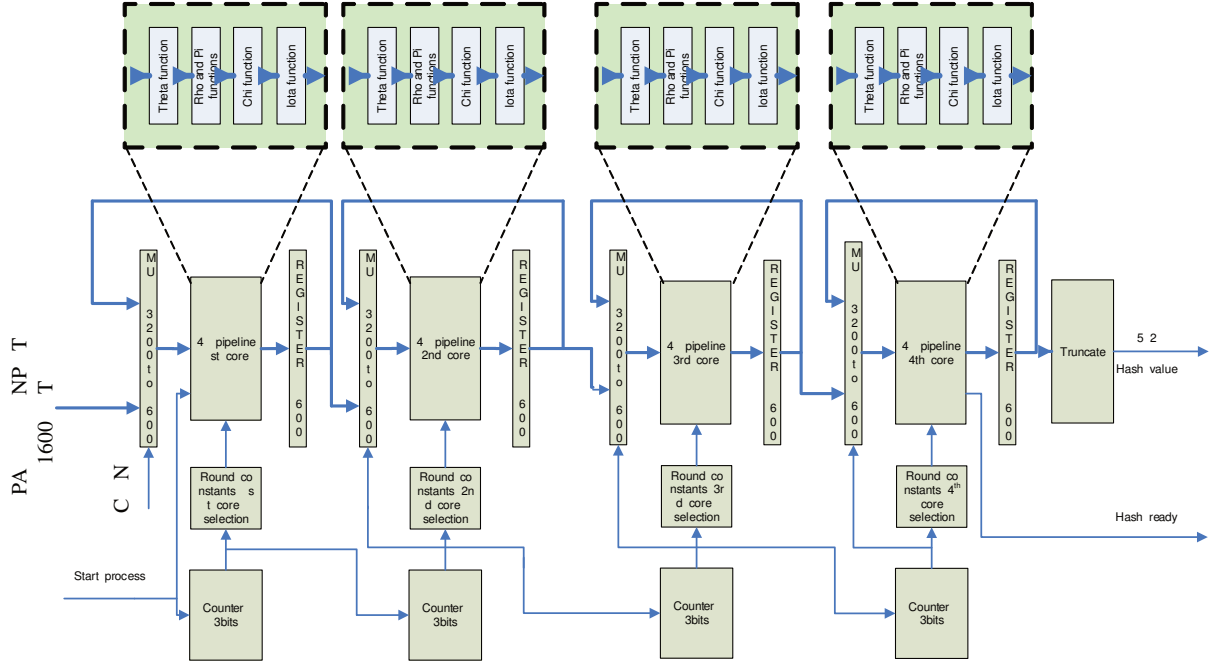 Theta function
Rho and Pi
functions
Chi function
Iota function
Theta function
Rho and Pi
functions
Chi function
Iota function
Theta function
Rho and Pi
functions
Chi function
Iota function
Theta function
Rho and Pi
functions
Chi function
Iota function
MU 3200to 600
4 pipeline
st core
REGISTER 600
MU 3200to 600
4 pipeline
2nd core
REGISTER 600
MU 3200to 600
4 pipeline
3rd core
REGISTER 600
MU 3200to 600
4 pipeline
4th core
REGISTER 600
Truncate
5 2
Hash value
PA NP T
1600 T
C N
Round co
nstants s
t core
selection
Round co
nstants 2n
d core
selection
Round co
nstants 3r
d core
selection
Round co
nstants 4th
core
selection
Hash ready
Start process
Counter
3bits
Counter
3bits
Counter
3bits
Counter
3bits